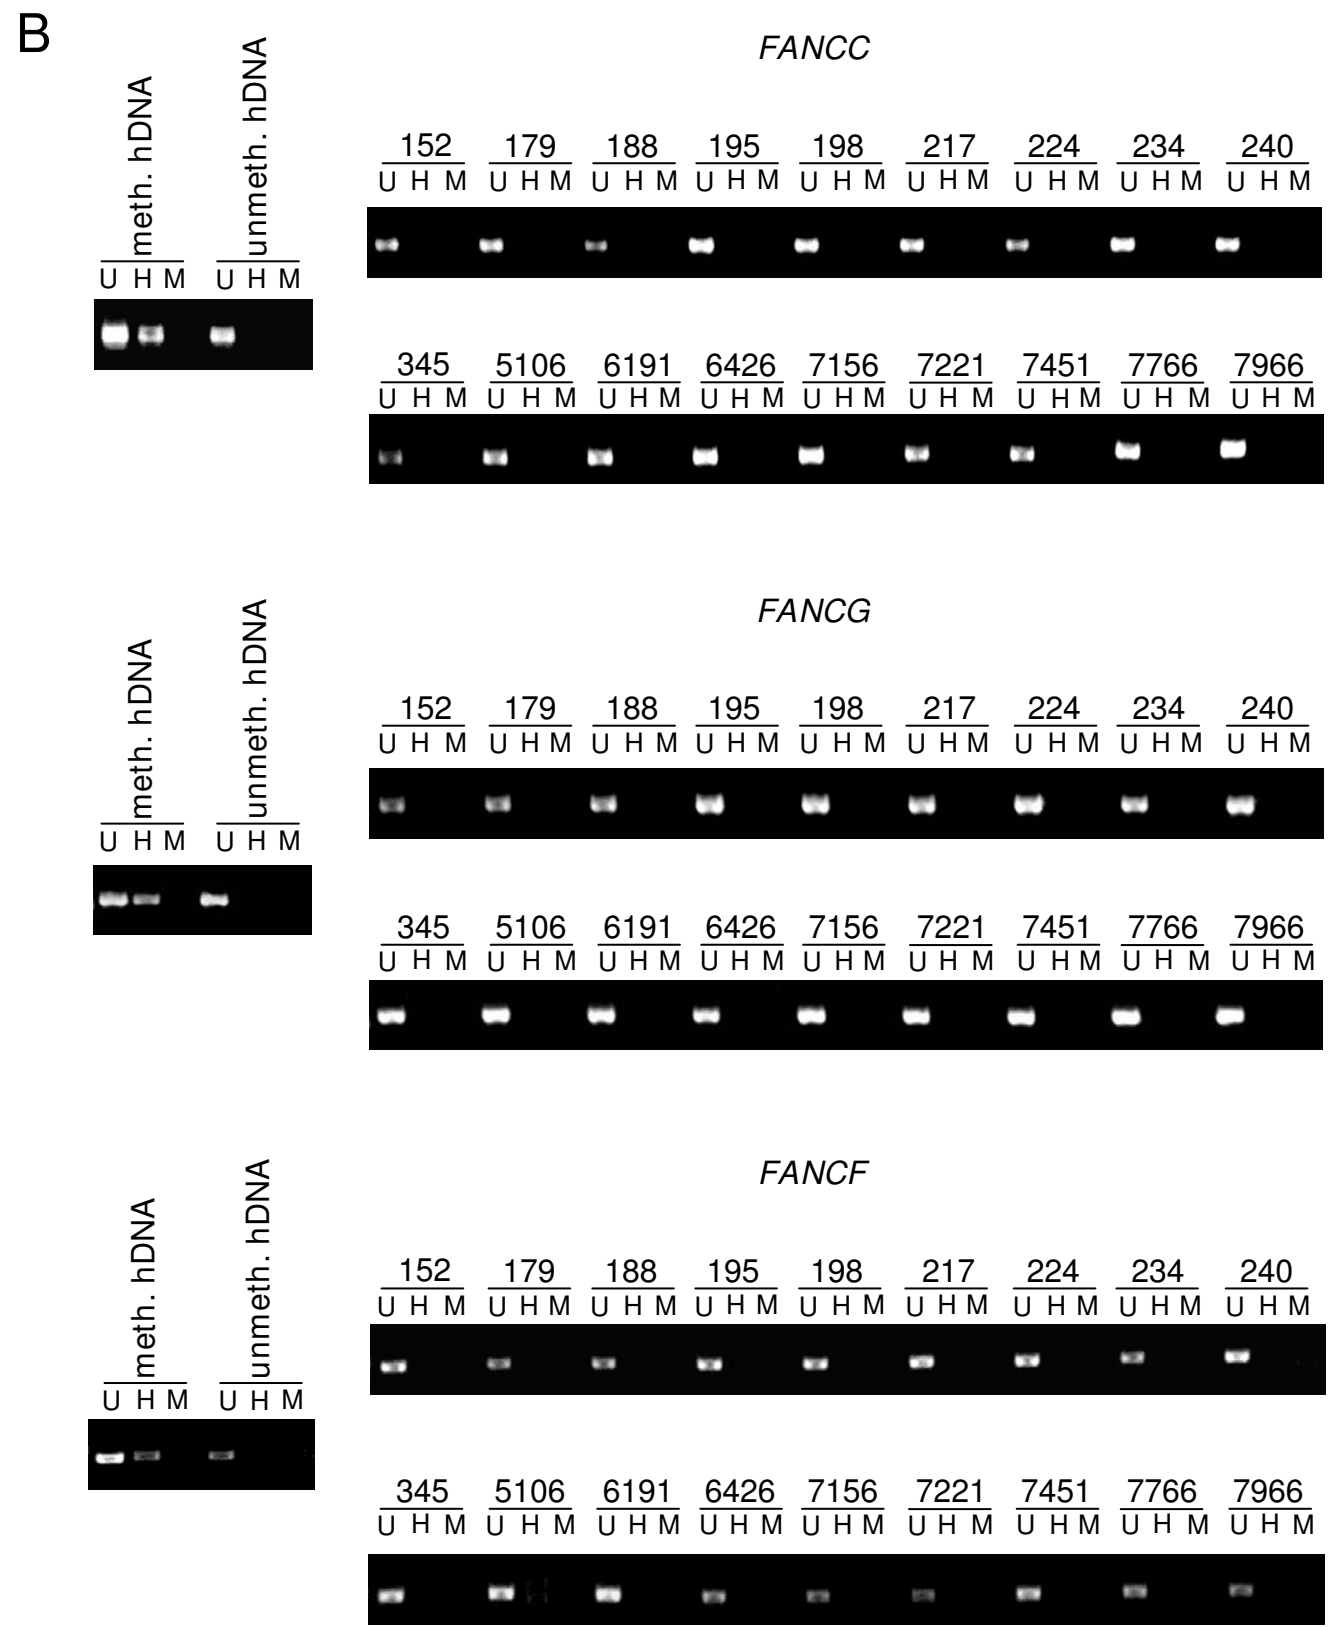 B
FANCC
meth. hDNA
unmeth. hDNA
152 179 188 195 198 217 224 234 240
U H M U H M U H M U H M U H M U H M U H M U H M U H M
U H M U H M
345 5106 6191 6426 7156 7221 7451 7766 7966
U H M U H M U H M U H M U H M U H M U H M U H M U H M
FANCG
meth. hDNA
unmeth. hDNA
152 179 188 195 198 217 224 234 240
U H M U H M U H M U H M U H M U H M U H M U H M U H M
U H M U H M
345 5106 6191 6426 7156 7221 7451 7766 7966
U H M U H M U H M U H M U H M U H M U H M U H M U H M
FANCF
meth. hDNA
unmeth. hDNA
152 179 188 195 198 217 224 234 240
U H M U H M U H M U H M U H M U H M U H M U H M U H M
U H M U H M
345 5106 6191 6426 7156 7221 7451 7766 7966
U H M U H M U H M U H M U H M U H M U H M U H M U H M